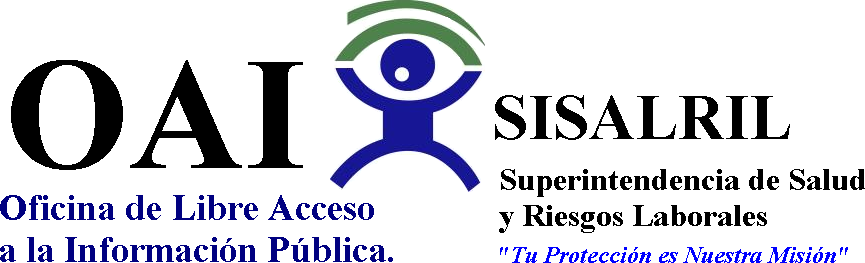 OAI
Oficina de Libre Acceso
a la Información Pública.
SISALRIL
Superintendencia de Salud
y Riesgos Laborales
"Tu Protección es Nuestra Misión"